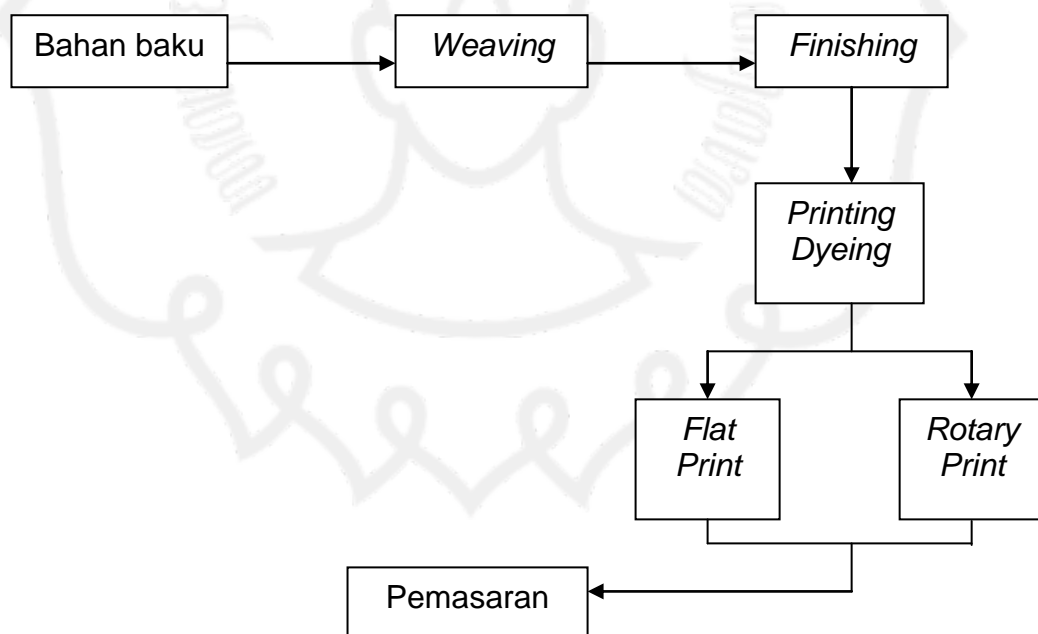 Bahan baku
Weaving
Finishing
Printing
Dyeing
Flat
Print
Rotary
Print
Pemasaran